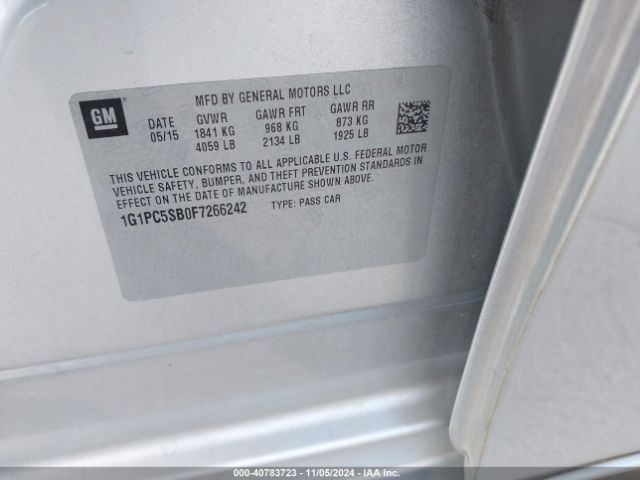 GM
MFD BY GENERAL MOTORS LLC
DATE GVWR GAWR FRT GAWR RR
05/15 1841 KG 968 KG 873 KG
4059 LB 2134 LB 1925 LB
THIS VEHICLE CONFORMS TO ALL APPLICABLE U.S. FEDERAL MOTOR
VEHICLE SAFETY, BUMPER, AND THEFT PREVENTION STANDARDS IN
EFFECT ON THE DATE OF MANUFACTURE SHOWN ABOVE.
1G1PC5SB0F7266242 TYPE: PASS CAR
000-40783723 - 11/05/2024 - IAA Inc.